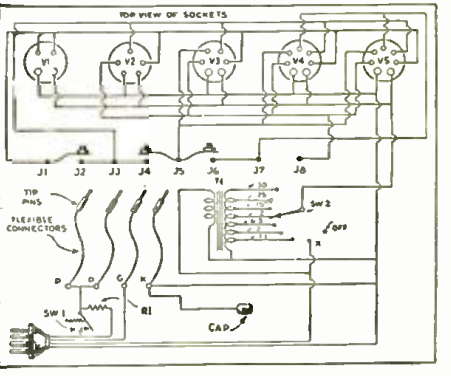 TOP VIEW OF SOCKETS
V1 V2 V3 V4 V5
J1 J2 J3 J4 J5 J6 J7 J8
T1
TIP
PINS
FLEXIBLE
CONNECTORS
30
SW 2
OFF
X
P G K
SW 1
R1
CAP